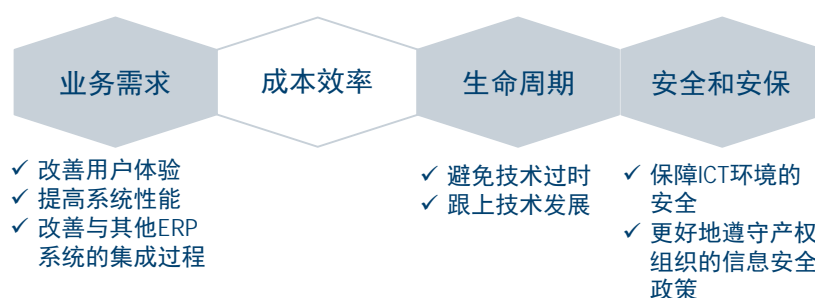 业务需求
成本效率
生命周期
安全和安保
✓ 改善用户体验
✓ 提高系统性能
✓ 改善与其他ERP
系统的集成过程
✓ 避免技术过时
✓ 跟上技术发展
✓ 保障ICT环境的
安全
✓ 更好地遵守产权
组织的信息安全
政策